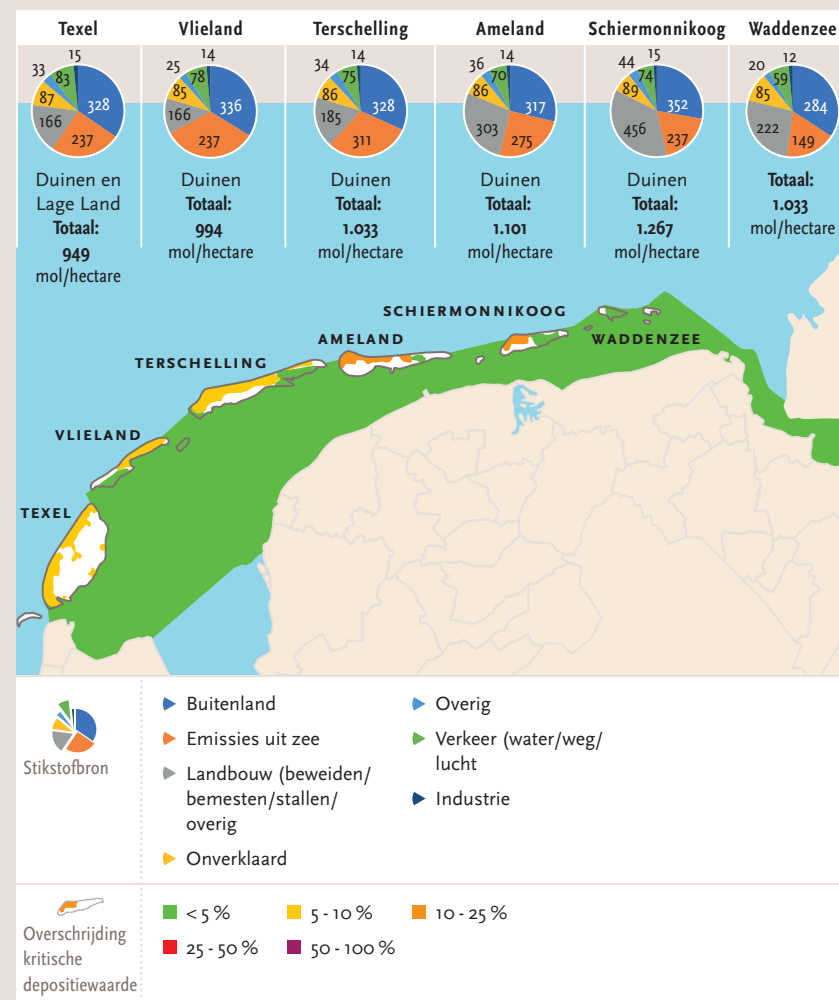 Texel
15
33
83
87
328
166
237
Duinen en
Lage Land
Totaal:
949
mol/hectare
Vlieland
14
25
78
85
336
166
237
Duinen
Totaal:
994
mol/hectare
Terschelling
14
34
75
86
328
185
311
Duinen
Totaal:
1.033
mol/hectare
Ameland
14
36
70
86
317
303
275
Duinen
Totaal:
1.101
mol/hectare
Schiermonnikoog
15
44
74
89
352
456
237
Duinen
Totaal:
1.267
mol/hectare
Waddenzee
12
20
59
85
284
222
149
Totaal:
1.033
mol/hectare
SCHIERMONNIKOOG
AMELAND
WADDENZEE
TERSCHELLING
VLIELAND
TEXEL
Stikstofbron
Buitenland
Emissies uit zee
Landbouw (beweiden/
bemesten/stallen/
overig
Onverklaard
Overig
Verkeer (water/weg/
lucht
Industrie
Overschrijding
kritische
depositiewaarde
< 5 %
5 - 10 %
10 - 25 %
25 - 50 %
50 - 100 %